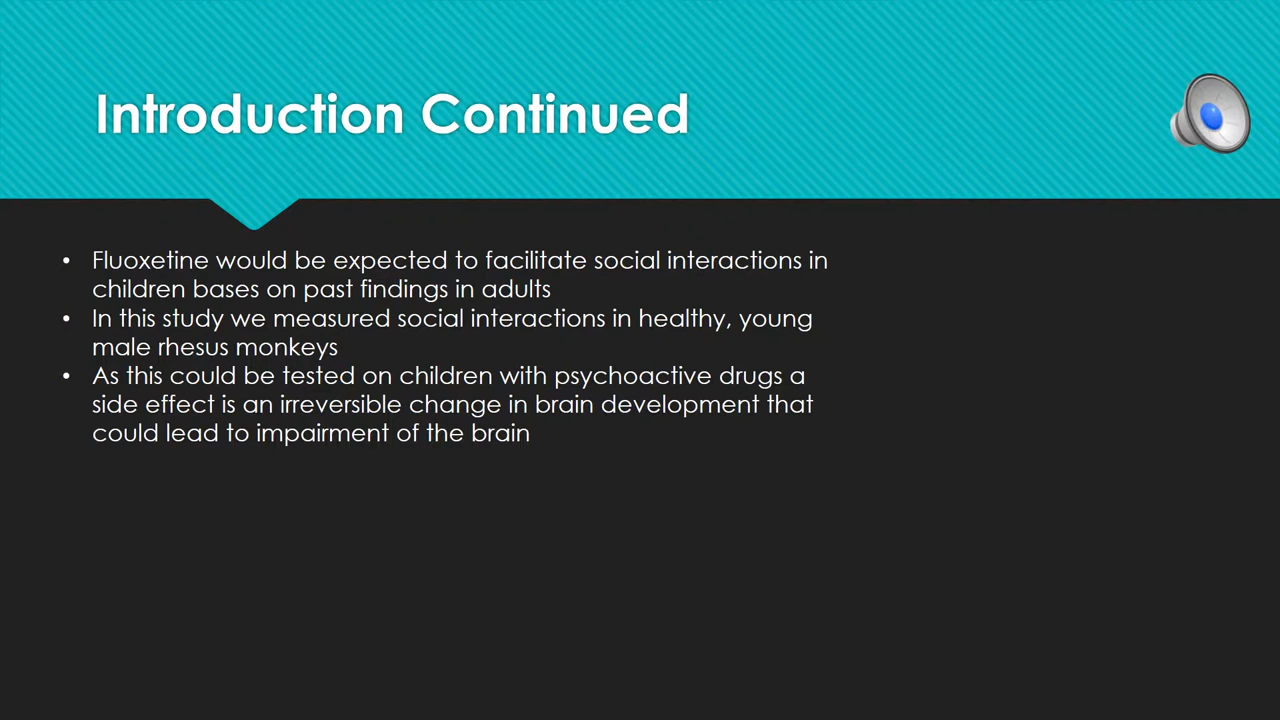 Introduction Continued
• Fluoxetine would be expected to facilitate social interactions in
children bases on past findings in adults
• In this study we measured social interactions in healthy, young
male rhesus monkeys
• As this could be tested on children with psychoactive drugs a
side effect is an irreversible change in brain development that
could lead to impairment of the brain